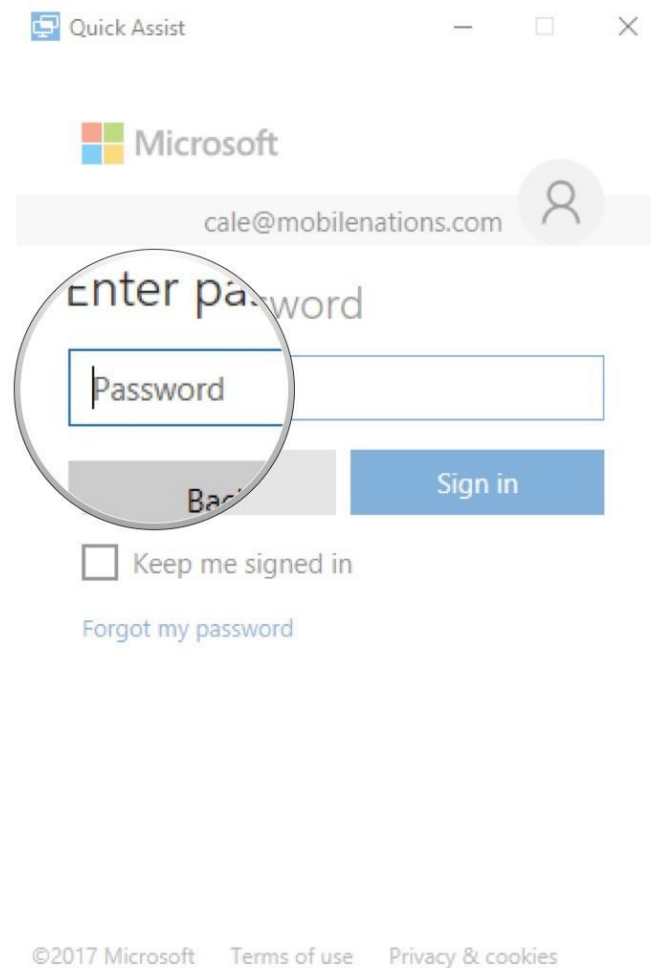 Quick Assist
Microsoft
cale@mobilenations.com
Enter password
Password
Back Sign in
Keep me signed in
Forgot my password
©2017 Microsoft Terms of use Privacy & cookies